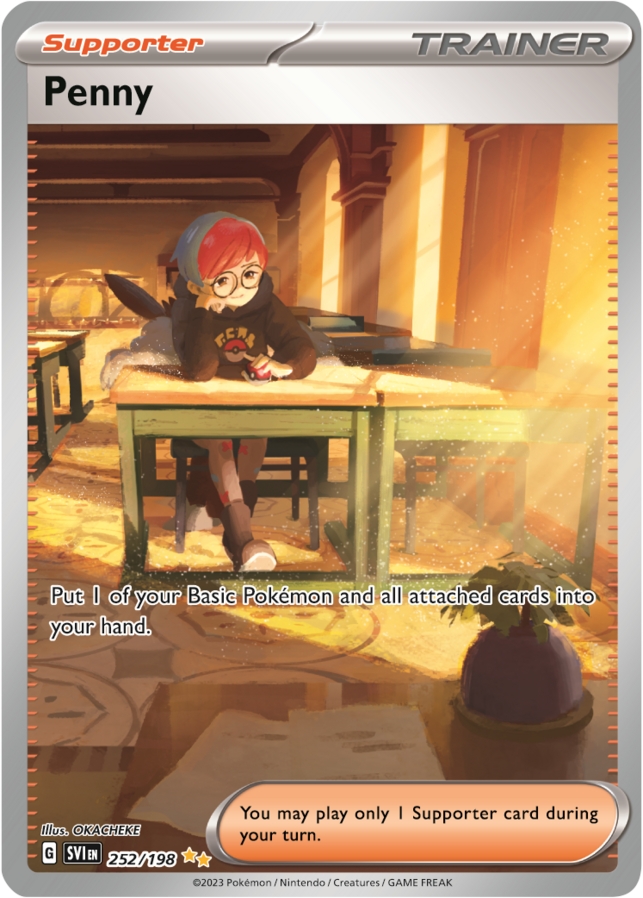 Supporter
TRAINER
Penny
Put 1 of your Basic Pokémon and all attached cards into
your hand.
You may play only 1 Supporter card during
your turn.
Illus. OKACHEKE
G SVI EN 252/198
©2023 Pokémon / Nintendo / Creatures / GAME FREAK